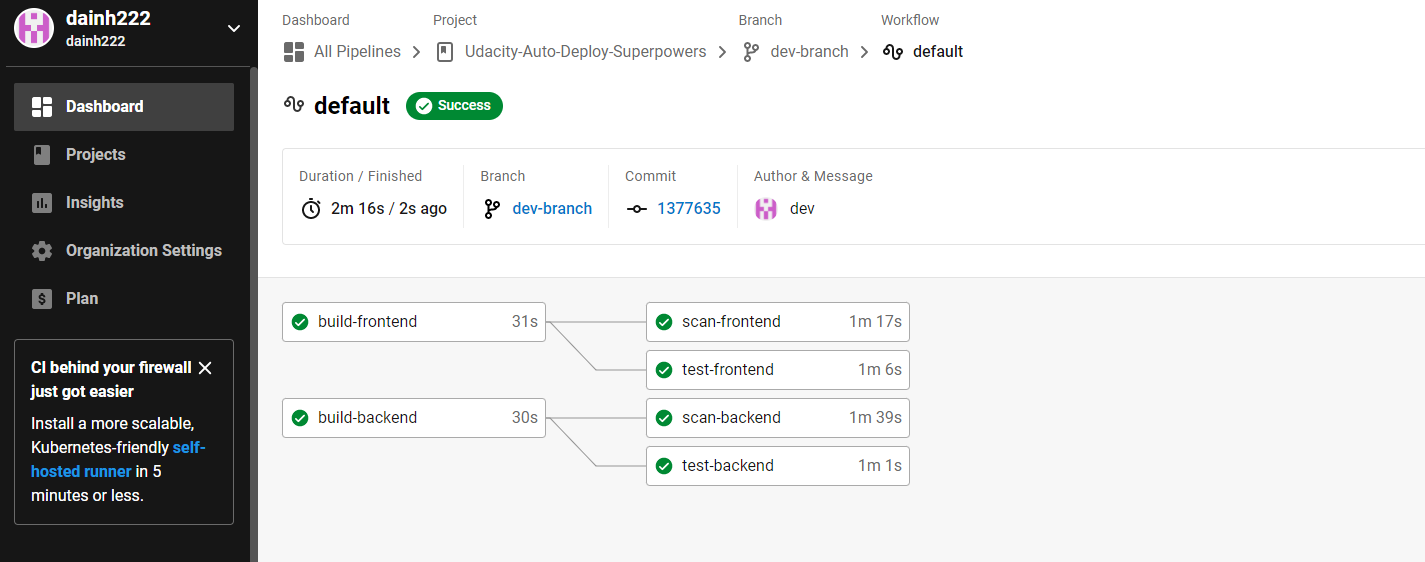 dainh222
dainh222
Dashboard
Projects
Insights
Organization Settings
Plan
CI behind your firewall
just got easier
Install a more scalable,
Kubernetes-friendly self-
hosted runner in 5
minutes or less.
Dashboard Project Branch Workflow
All Pipelines Udacity-Auto-Deploy-Superpowers dev-branch default
default Success
Duration / Finished Branch Commit Author & Message
2m 16s / 2s ago dev-branch 1377635 dev
build-frontend 31s scan-frontend 1m 17s
test-frontend 1m 6s
build-backend 30s scan-backend 1m 39s
test-backend 1m 1s